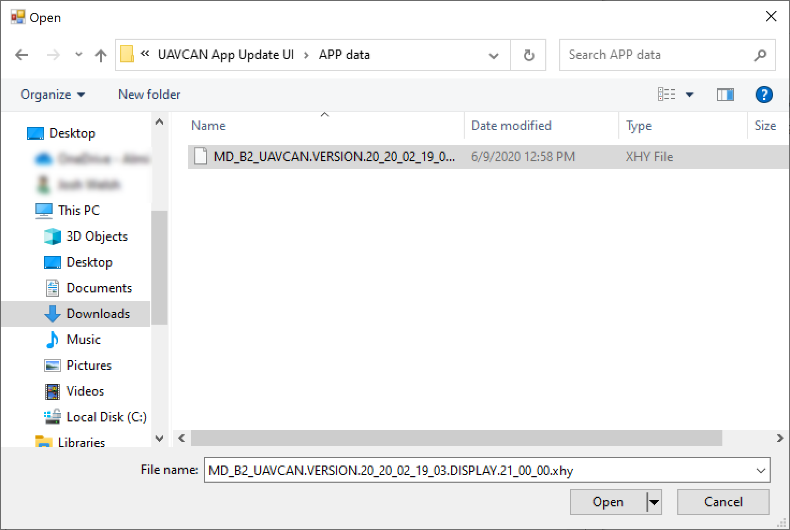 Open
« UAVCAN App Update UI > APP data
Search APP data
Organize
New folder
Name
Date modified
Type
Size
MD_B2_UAVCAN.VERSION.20_20_02_19_0...
6/9/2020 12:58 PM
XHY File
Desktop
This PC
3D Objects
Desktop
Documents
Downloads
Music
Pictures
Videos
Local Disk (C:)
Libraries
File name:
MD_B2_UAVCAN.VERSION.20_20_02_19_03.DISPLAY.21_00_00.xhy
Open
Cancel